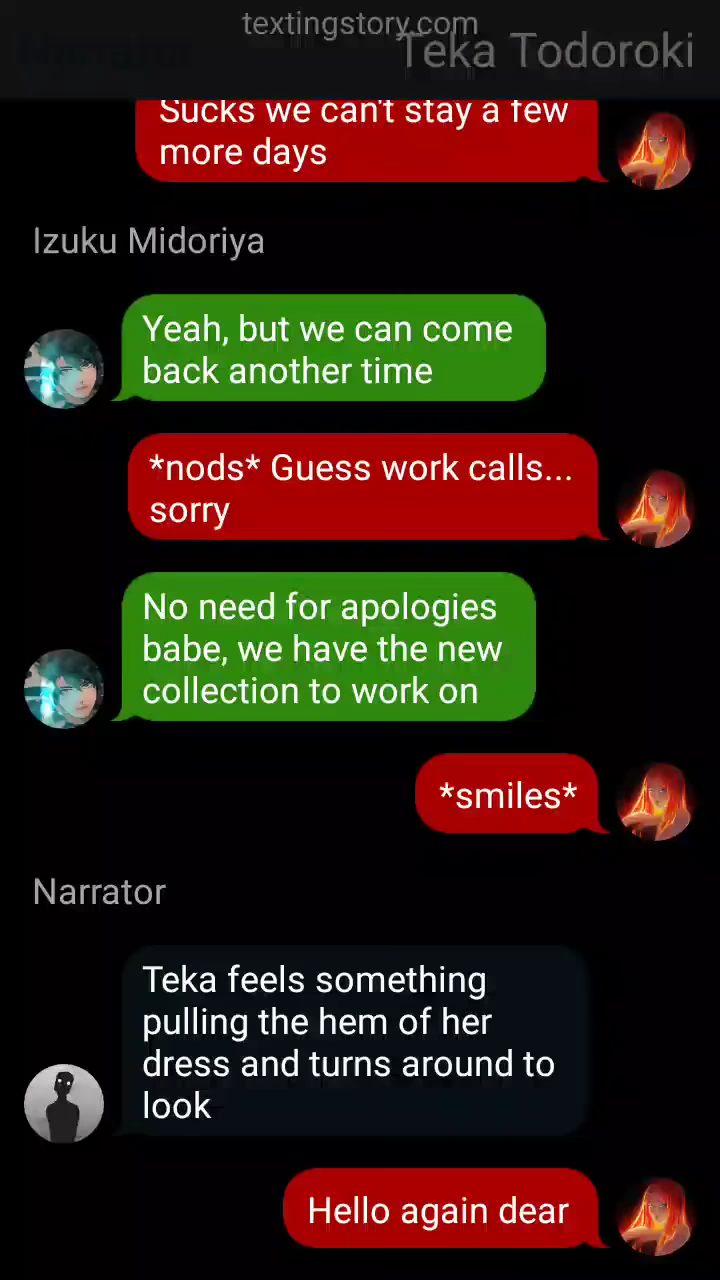 textingstory.com
Teka Todoroki
Sucks we can't stay a few
more days
Izuku Midoriya
Yeah, but we can come
back another time
*nods* Guess work calls...
sorry
No need for apologies
babe, we have the new
collection to work on
*smiles*
Narrator
Teka feels something
pulling the hem of her
dress and turns around to
look
Hello again dear